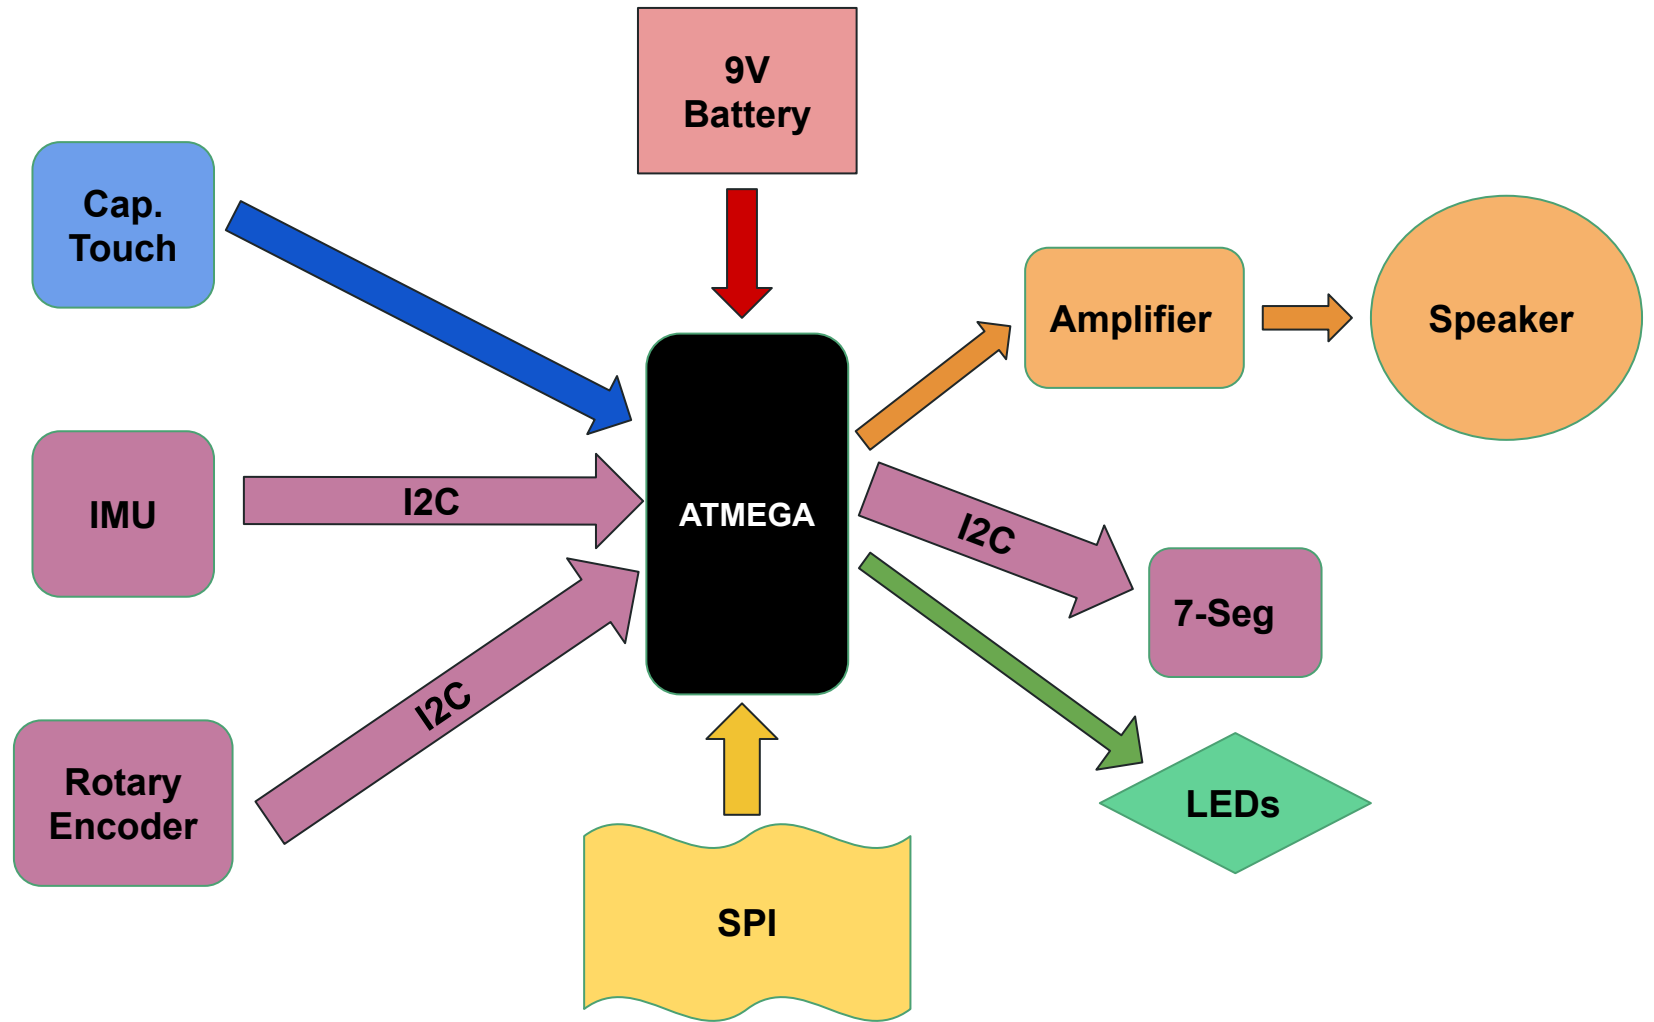 9V
Battery
Cap.
Touch
Amplifier
Speaker
IMU
I2C
ATMEGA
I2C
7-Seg
I2C
Rotary
Encoder
LEDs
SPI